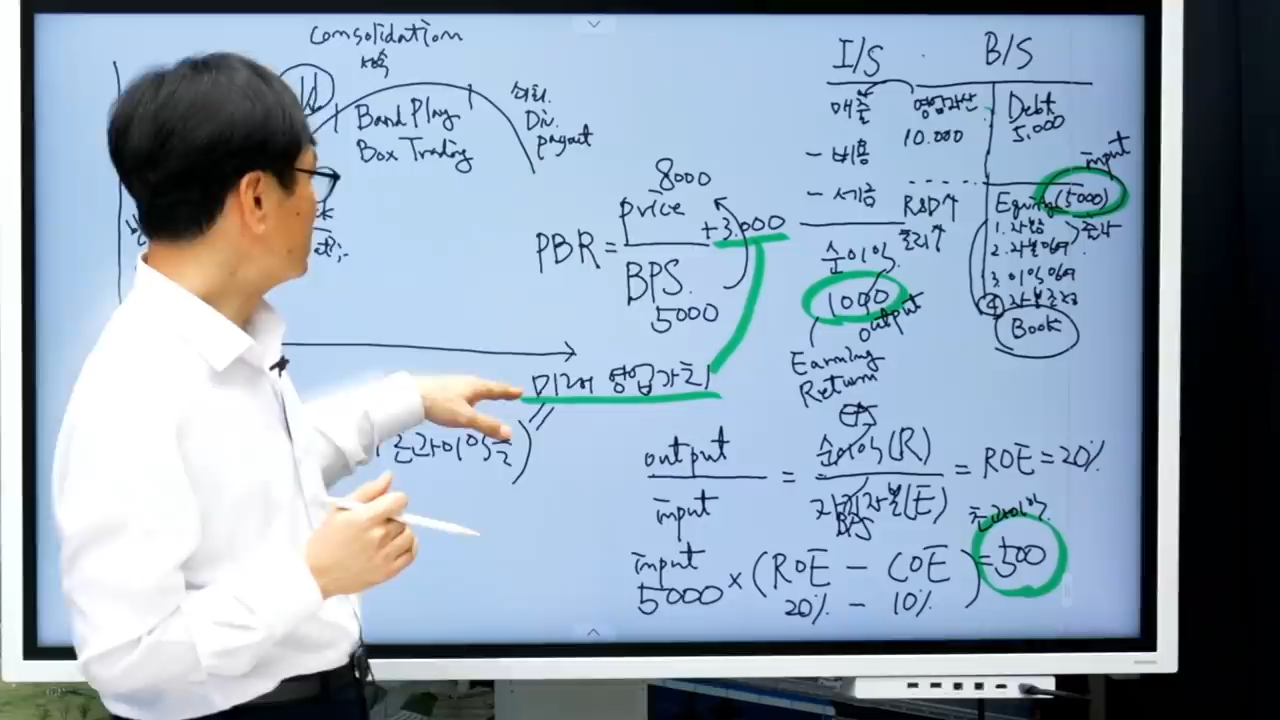 Consolidation
Band Play
Box Trading
Div.
payout
8000
price
+3.000
PBR =
BPS.
5000
미래 영업가치
초과이익
I/S . B/S
매출
영업자산
10.000
Debt
5.000
- 비용
- 세금
R&D↑
input
Equity (5000)
1. 자본금
2. 자본잉여
3. 이익잉여
4 자본조정
Book
순이익
1000
output
Earning
Return
output
input
=
순이익(R)
자기자본(E)
= ROE = 20%
초과이익
input
5000 × (ROE - COE) = 500
20% - 10%